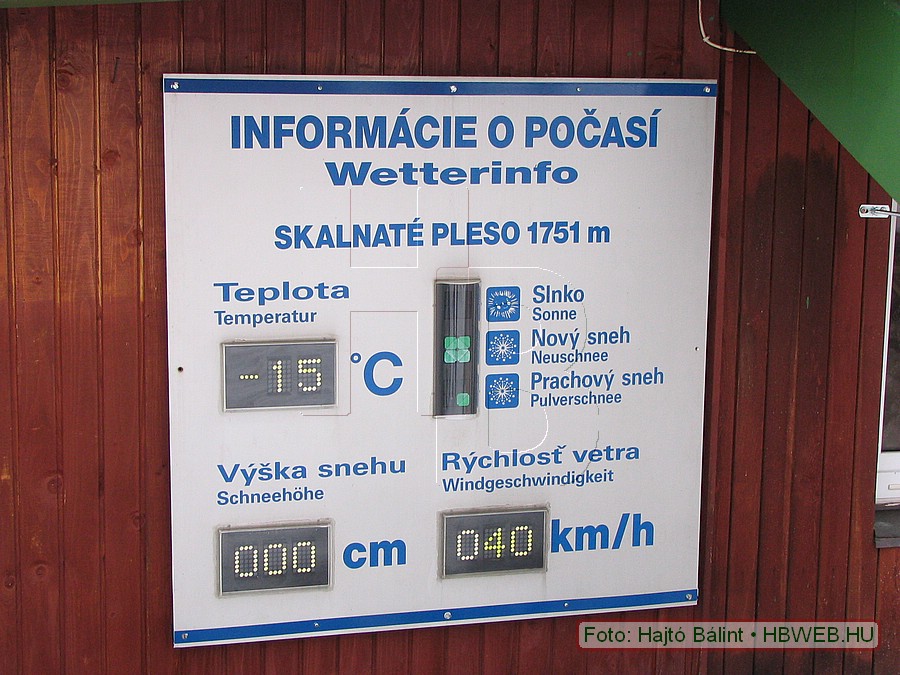 INFORMÁCIE O POČASÍ
Wetterinfo
SKALNATÉ PLESO 1751 m
Teplota
Temperatur
-15 °C
Slnko
Sonne
Nový sneh
Neuschnee
Prachový sneh
Pulverschnee
Výška snehu
Schneehöhe
000 cm
Rýchlosť vetra
Windgeschwindigkeit
040 km/h
Foto: Hajtó Bálint • HBWEB.HU